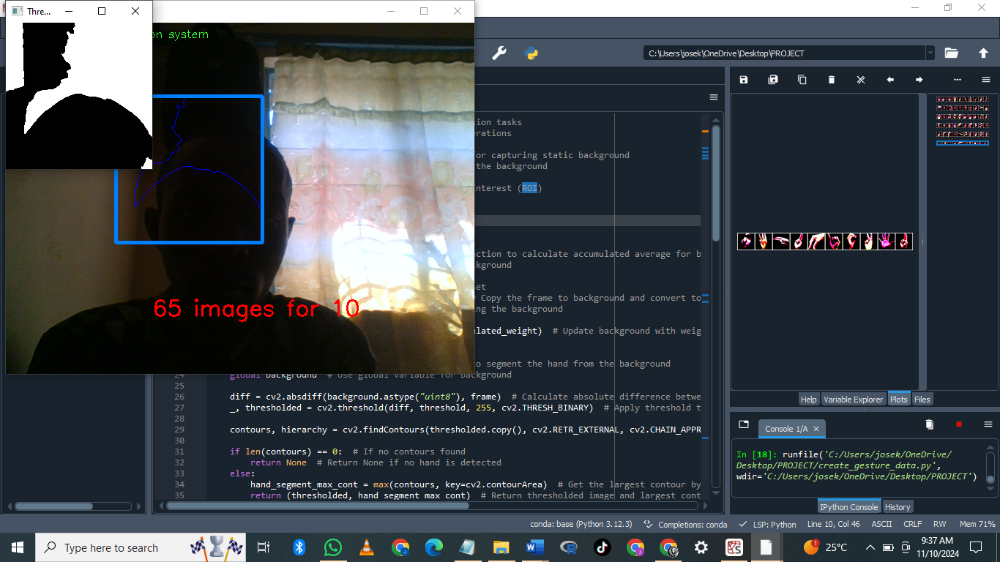 Thre...
on system
65 images for 10
C:\Users\josek\OneDrive\Desktop\PROJECT
sion tasks
erations
for capturing static background
the background
nterest (ROI)
ction to calculate accumulated average for b
ckground
et
Copy the frame to background and convert to
ing the background
ulated_weight)  # Update background with weig
to segment the hand from the background
24 global background  # Use global variable for background
25
26 diff = cv2.absdiff(background.astype("uint8"), frame)  # Calculate absolute difference betwe
27 _, thresholded = cv2.threshold(diff, threshold, 255, cv2.THRESH_BINARY)  # Apply threshold t
28
29 contours, hierarchy = cv2.findContours(thresholded.copy(), cv2.RETR_EXTERNAL, cv2.CHAIN_APPR
30
31 if len(contours) == 0:  # If no contours found
32 return None  # Return None if no hand is detected
33 else:
34 hand_segment_max_cont = max(contours, key=cv2.contourArea)  # Get the largest contour by
35 return (thresholded, hand_segment_max_cont)  # Return thresholded image and largest cont
Help Variable Explorer Plots Files
Console 1/A
In [18]: runfile('C:/Users/josek/OneDrive/
Desktop/PROJECT/create_gesture_data.py',
wdir='C:/Users/josek/OneDrive/Desktop/PROJECT')
IPython Console History
conda: base (Python 3.12.3) Completions: conda LSP: Python Line 10, Col 46 ASCII CRLF RW Mem 71%
Type here to search
1
25°C
9:37 AM
11/10/2024